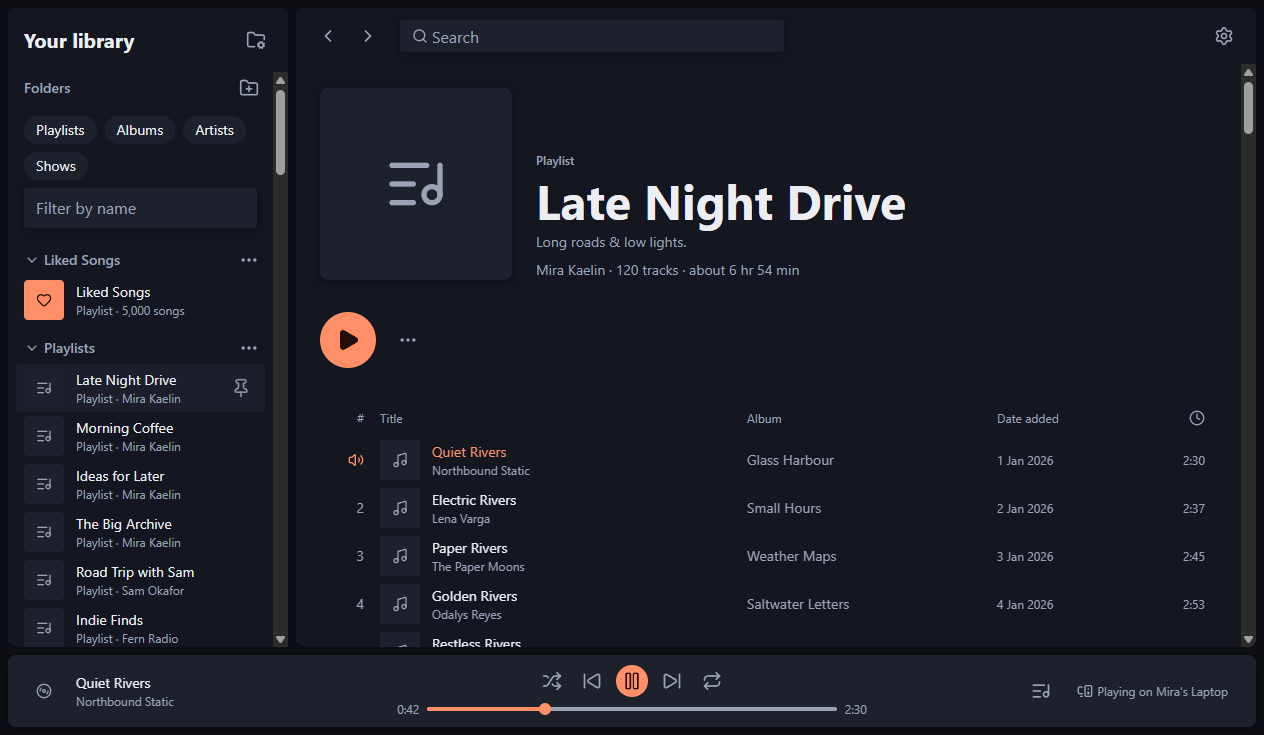 Your library
Folders
Playlists
Albums
Artists
Shows
Filter by name
Liked Songs
Liked Songs
Playlist · 5,000 songs
Playlists
Late Night Drive
Playlist · Mira Kaelin
Morning Coffee
Playlist · Mira Kaelin
Ideas for Later
Playlist · Mira Kaelin
The Big Archive
Playlist · Mira Kaelin
Road Trip with Sam
Playlist · Sam Okafor
Indie Finds
Playlist · Fern Radio
Search
Playlist
Late Night Drive
Long roads & low lights.
Mira Kaelin · 120 tracks · about 6 hr 54 min
# Title Album Date added
Quiet Rivers
Northbound Static
Glass Harbour 1 Jan 2026 2:30
2
Electric Rivers
Lena Varga
Small Hours 2 Jan 2026 2:37
3
Paper Rivers
The Paper Moons
Weather Maps 3 Jan 2026 2:45
4
Golden Rivers
Odalys Reyes
Saltwater Letters 4 Jan 2026 2:53
Restless Rivers
Quiet Rivers
Northbound Static
0:42
2:30
Playing on Mira's Laptop